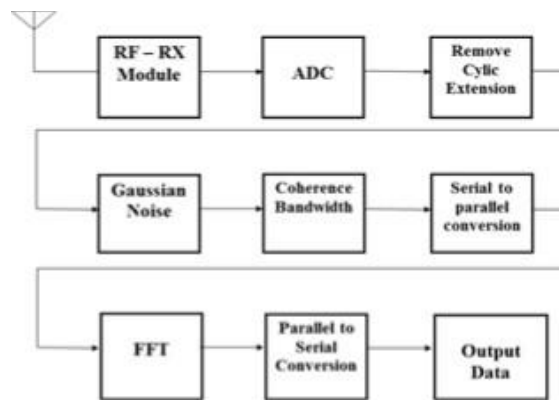 RF – RX
Module
ADC
Remove
Cylic
Extension
Gaussian
Noise
Coherence
Bandwidth
Serial to
parallel
conversion
FFT
Parallel to
Serial
Conversion
Output
Data